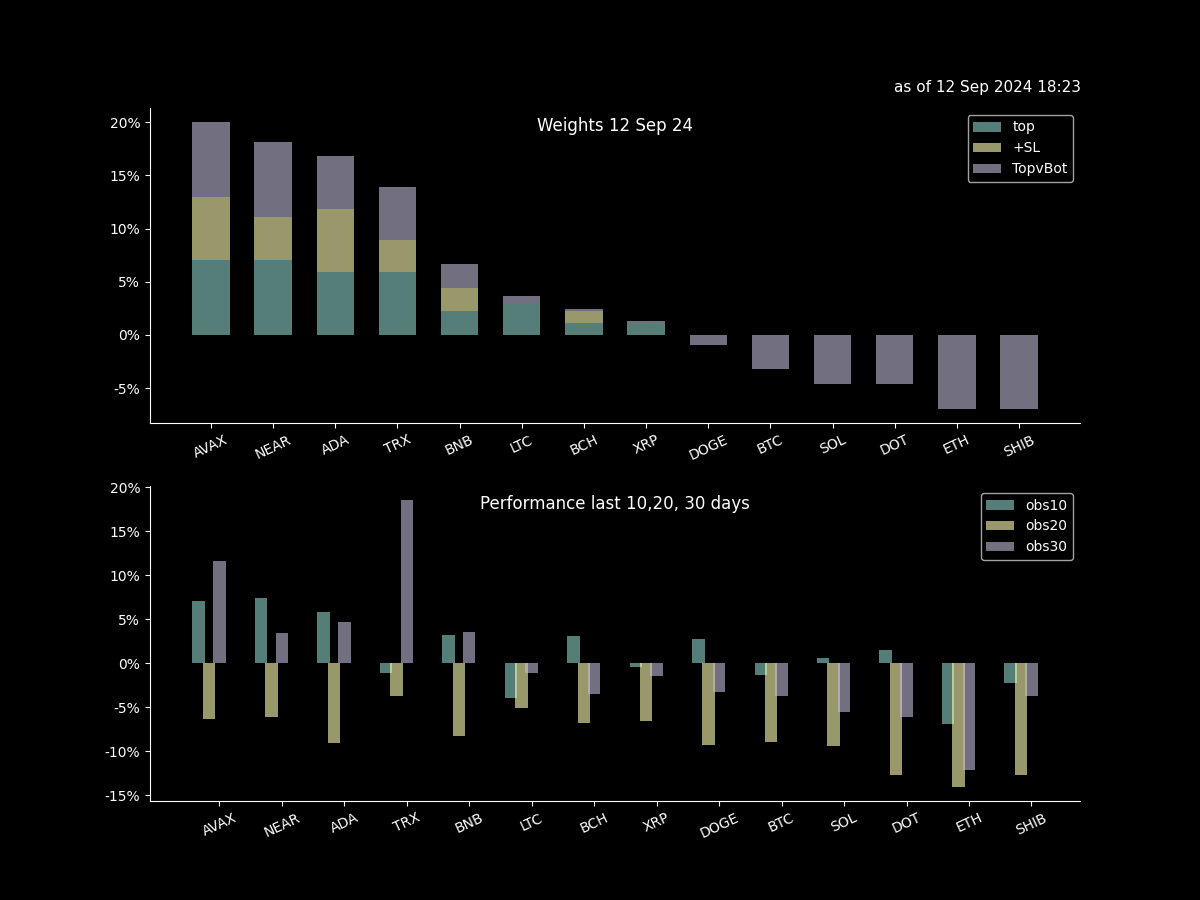 as of 12 Sep 2024 18:23
Weights 12 Sep 24
top
+SL
TopvBot
20%
15%
10%
5%
0%
-5%
AVAX NEAR ADA TRX BNB LTC BCH XRP DOGE BTC SOL DOT ETH SHIB
Performance last 10,20, 30 days
obs10
obs20
obs30
20%
15%
10%
5%
0%
-5%
-10%
-15%
AVAX NEAR ADA TRX BNB LTC BCH XRP DOGE BTC SOL DOT ETH SHIB